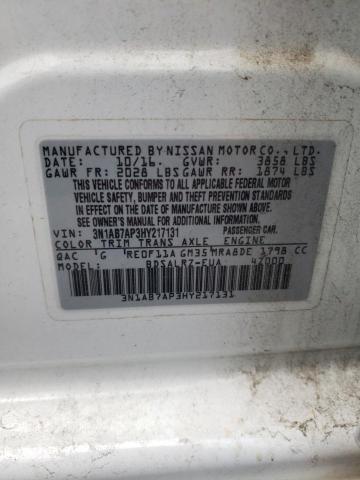 MANUFACTURED BY NISSAN MOTOR CO., LTD.
DATE: 10/16. GVWR: 3858 LBS
GAWR FR: 2028 LBS GAWR RR: 1874 LBS
THIS VEHICLE CONFORMS TO ALL APPLICABLE FEDERAL MOTOR
VEHICLE SAFETY, BUMPER, AND THEFT PREVENTION STANDARDS
IN EFFECT ON THE DATE OF MANUFACTURE SHOWN ABOVE.
SEE OWNER'S MANUAL FOR ADDITIONAL INFORMATION.
VIN: 3N1AB7AP3HY217131 PASSENGER CAR.
COLOR TRIM TRANS AXLE ENGINE
QAC G RE0F11A GM35 MRA8DE 1798 CC
BDSALRZ-EUA 47000
3N1AB7AP3HY217131